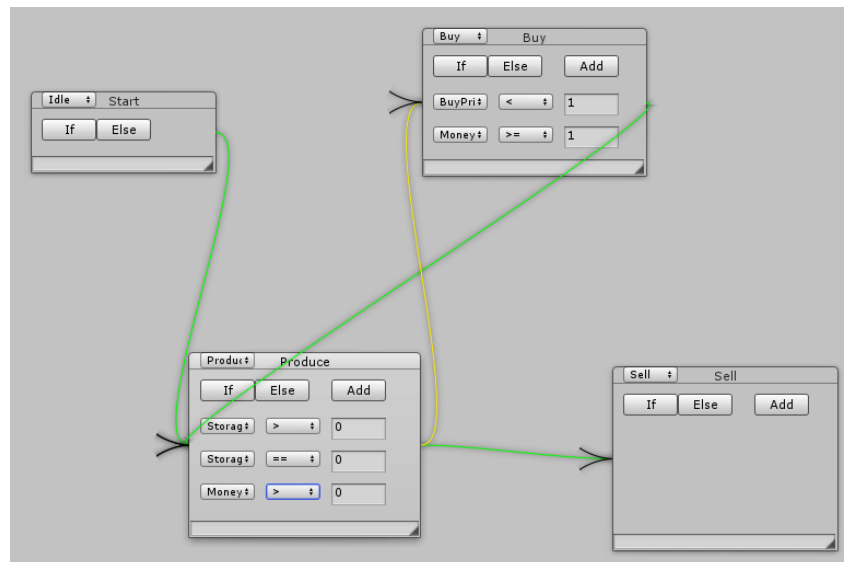 Buy Buy
If Else Add
BuyPri < 1
Money >= 1
Idle Start
If Else
Produc Produce
If Else Add
Storag > 0
Storag == 0
Money > 0
Sell Sell
If Else Add